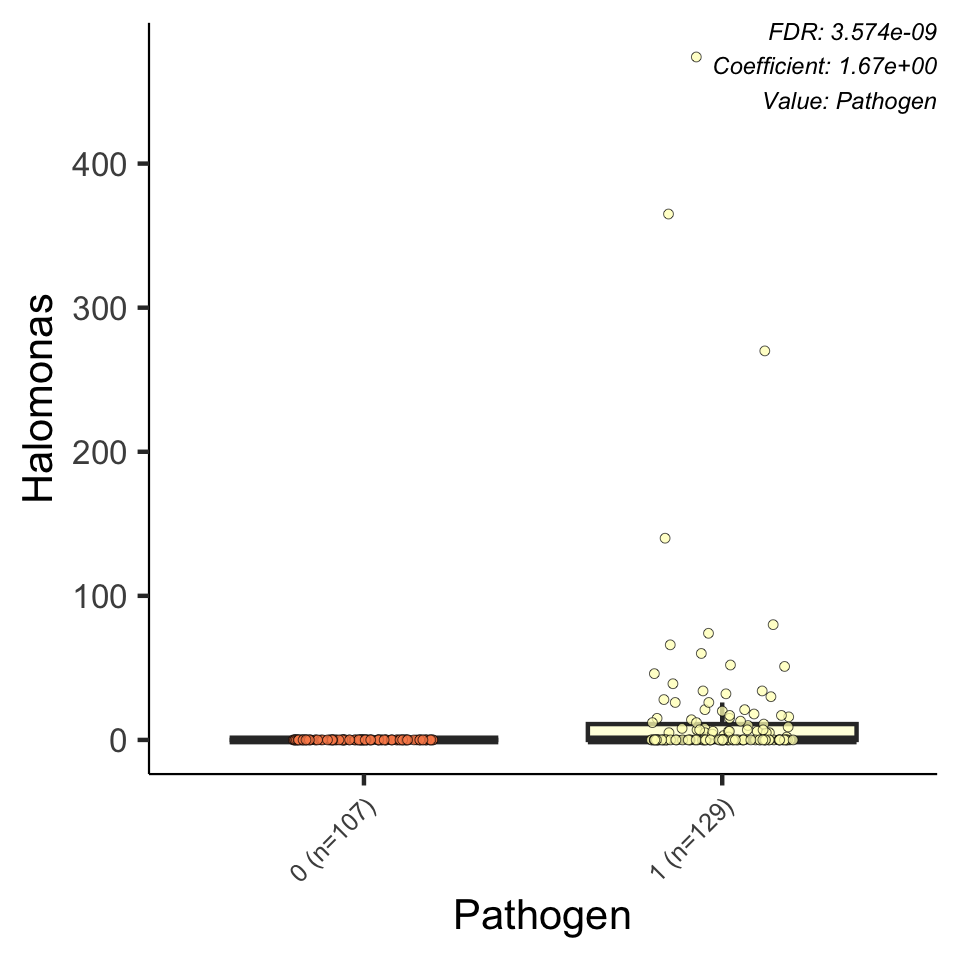 FDR: 3.574e-09
Coefficient: 1.67e+00
Value: Pathogen
Halomonas
400
300
200
100
0
0 (n=107)
1 (n=129)
Pathogen